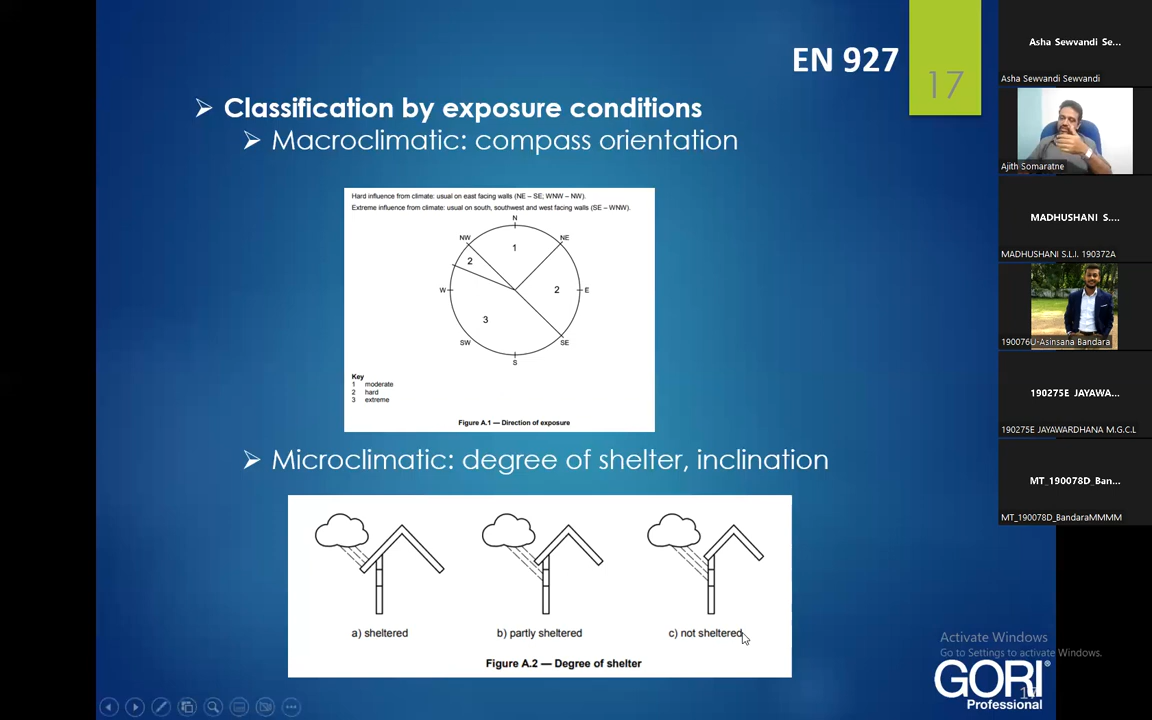 EN 927
17
➢ Classification by exposure conditions
➢ Macroclimatic: compass orientation
Hard influence from climate: usual on east facing walls (NE – SE; WNW – NW).
Extreme influence from climate: usual on south, southwest and west facing walls (SE – WNW).
N
NW
NE
1
2
W
2
E
3
SW
SE
S
Key
1 moderate
2 hard
3 extreme
Figure A.1 — Direction of exposure
➢ Microclimatic: degree of shelter, inclination
a) sheltered
b) partly sheltered
c) not sheltered
Figure A.2 — Degree of shelter
Activate Windows
Go to Settings to activate Windows.
GORI®
17
Professional
Asha Sewvandi Se...
Asha Sewvandi Sewvandi
Ajith Somaratne
MADHUSHANI S....
MADHUSHANI S.L.I. 190372A
190076U-Asinsana Bandara
190275E JAYAWA...
190275E JAYAWARDHANA M.G.C.L
MT_190078D_Ban...
MT_190078D_BandaraMMMM